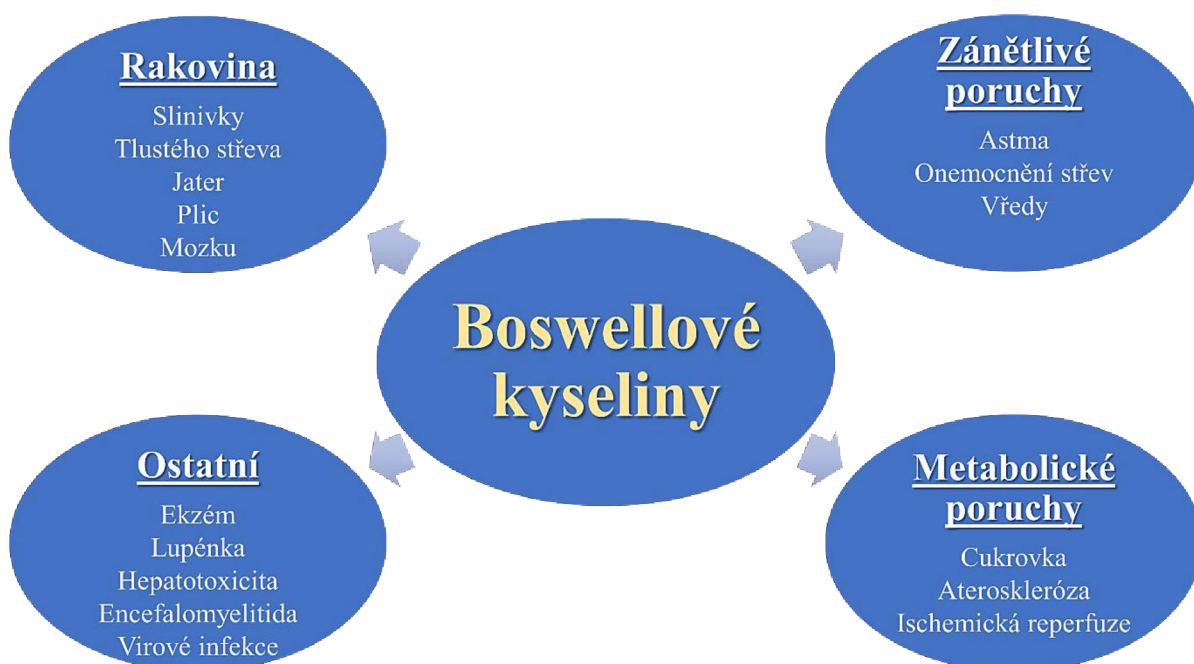 Rakovina
Slinivky
Tlustého střeva
Jater
Plic
Mozku
Zánětlivé
poruchy
Astma
Onemocnění střev
Vředy
Boswellové
kyseliny
Ostatní
Ekzém
Lupénka
Hepatotoxicita
Encefalomyelitida
Virové infekce
Metabolické
poruchy
Cukrovka
Ateroskleróza
Ischemická reperfuze